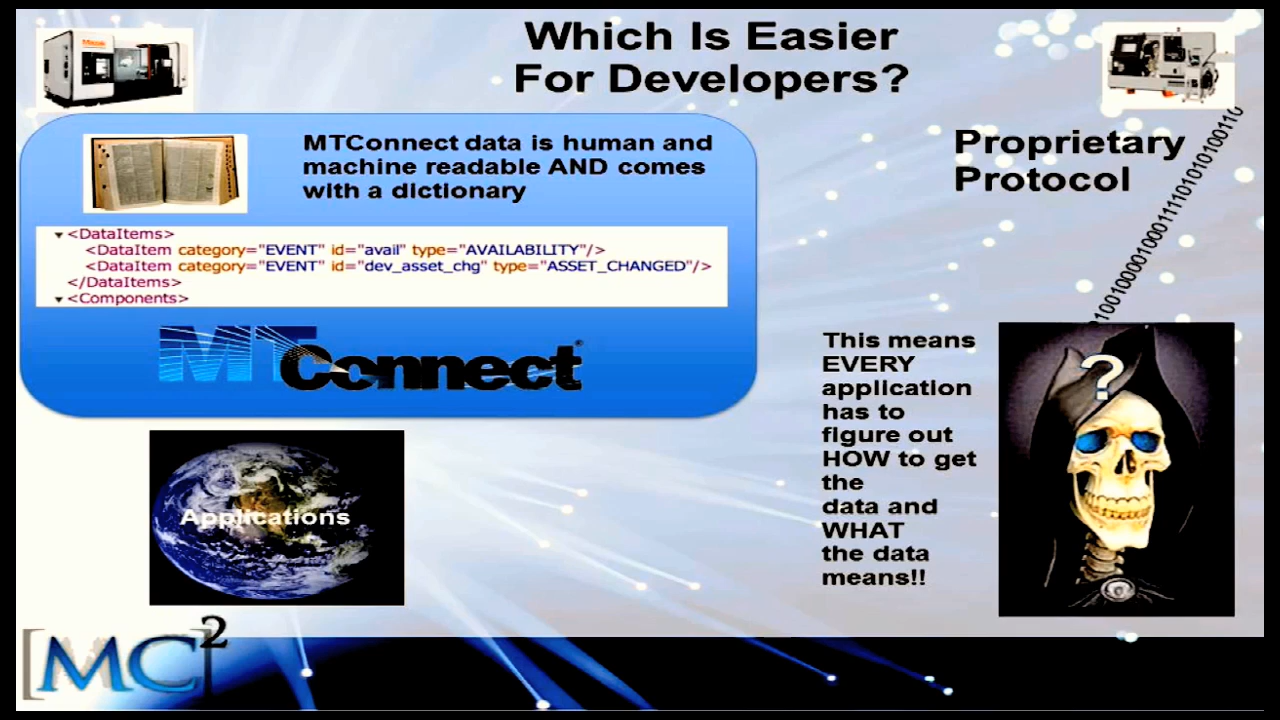 Which Is Easier
For Developers?
MTConnect data is human and
machine readable AND comes
with a dictionary
<DataItems>
<DataItem category="EVENT" id="avail" type="AVAILABILITY"/>
<DataItem category="EVENT" id="dev_asset_chg" type="ASSET_CHANGED"/>
</DataItems>
<Components>
MTConnect®
Applications
Proprietary
Protocol
This means
EVERY
application
has to
figure out
HOW to get
the
data and
WHAT
the data
means!!
?
[MC]2